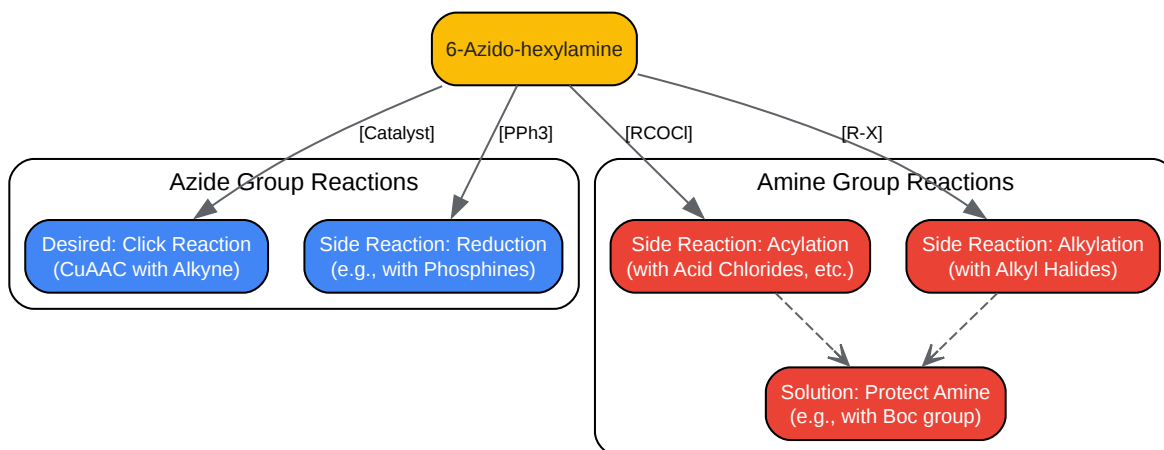 6-Azido-hexylamine
[Catalyst]
[PPh3]
[RCOCl]
[R-X]
Azide Group Reactions
Amine Group Reactions
Desired: Click Reaction
(CuAAC with Alkyne)
Side Reaction: Reduction
(e.g., with Phosphines)
Side Reaction: Acylation
(with Acid Chlorides, etc.)
Side Reaction: Alkylation
(with Alkyl Halides)
Solution: Protect Amine
(e.g., with Boc group)